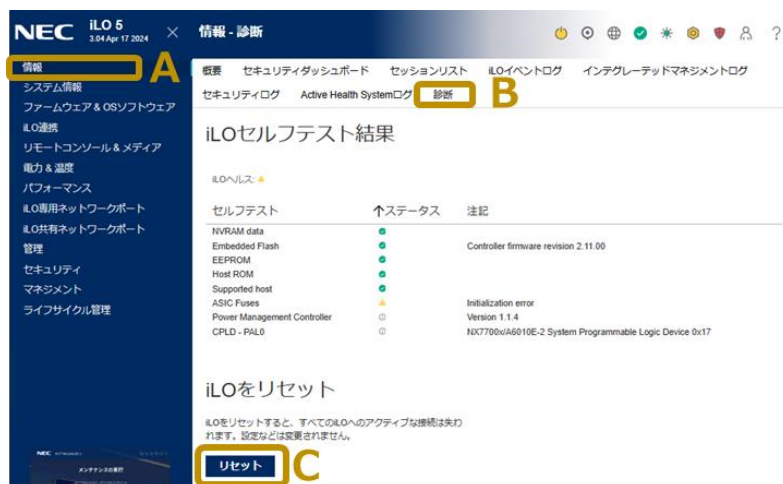 NEC iLO 5
3.04 Apr 17 2024
情報 - 診断
情報 A
システム情報
ファームウェア & OSソフトウェア
iLO連携
リモートコンソール & メディア
電力 & 温度
パフォーマンス
iLO専用ネットワークポート
iLO共有ネットワークポート
管理
セキュリティ
マネジメント
ライフサイクル管理
NEC
メンテナンスの実行
概要 セキュリティダッシュボード セッションリスト iLOイベントログ インテグレーテッドマネジメントログ
セキュリティログ Active Health Systemログ 診断 B
iLOセルフテスト結果
iLOヘルス:
セルフテスト ↑ステータス 注記
NVRAM data
Embedded Flash Controller firmware revision 2.11.00
EEPROM
Host ROM
Supported host
ASIC Fuses Initialization error
Power Management Controller Version 1.1.4
CPLD - PAL0 NX7700x/A6010E-2 System Programmable Logic Device 0x17
iLOをリセット
iLOをリセットすると、すべてのiLOへのアクティブな接続は失わ
れます。設定などは変更されません。
リセット C